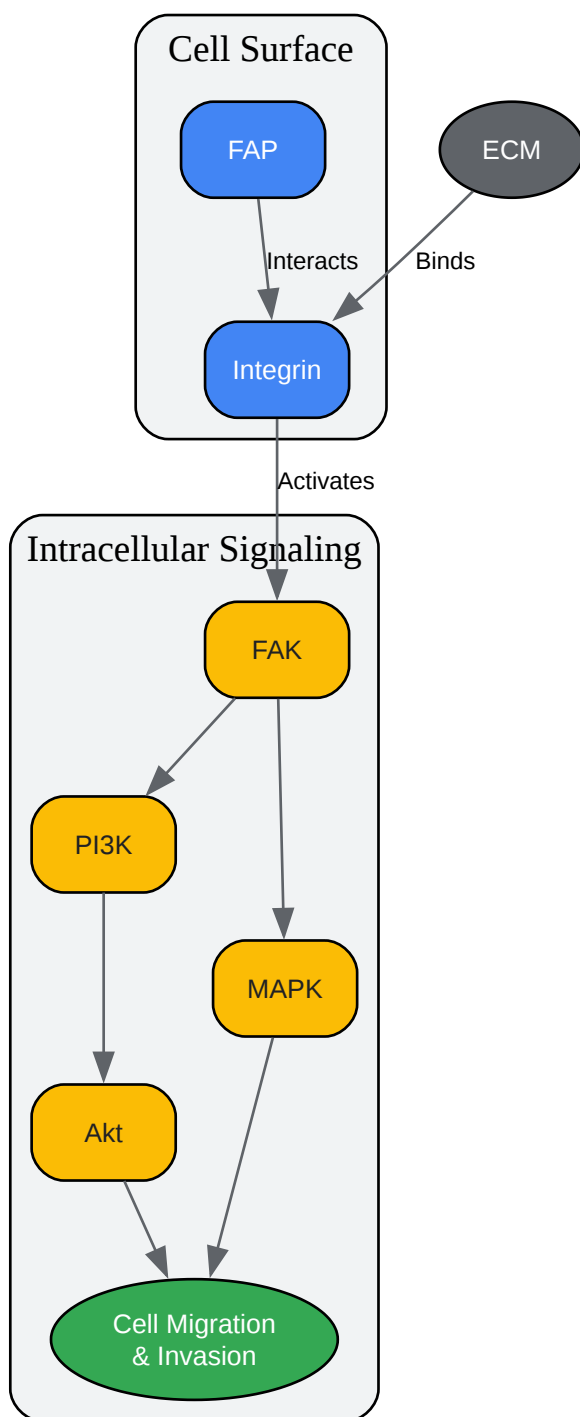 Cell Surface
FAP
ECM
Interacts
Binds
Integrin
Activates
Intracellular Signaling
FAK
PI3K
MAPK
Akt
Cell Migration
& Invasion